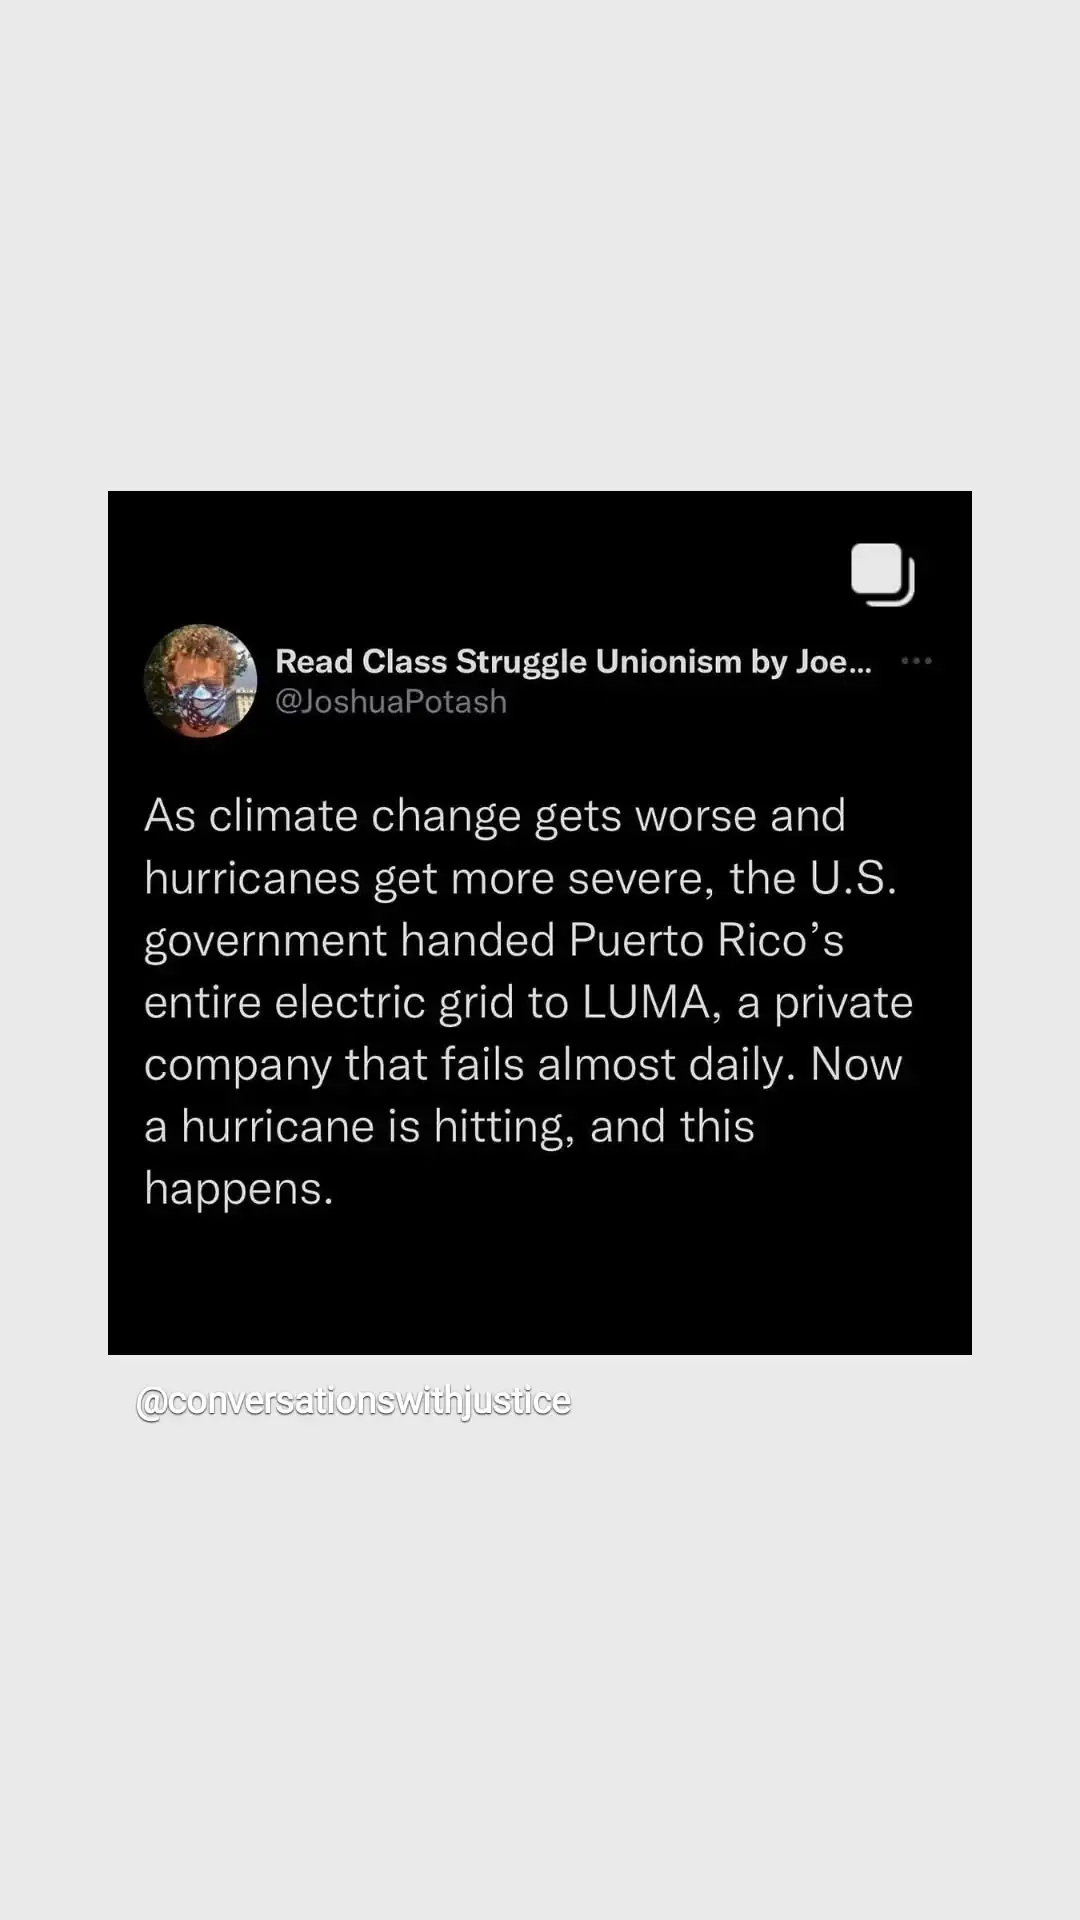 Read Class Struggle Unionism by Joe...
@JoshuaPotash
As climate change gets worse and
hurricanes get more severe, the U.S.
government handed Puerto Rico’s
entire electric grid to LUMA, a private
company that fails almost daily. Now
a hurricane is hitting, and this
happens.
@conversationswithjustice